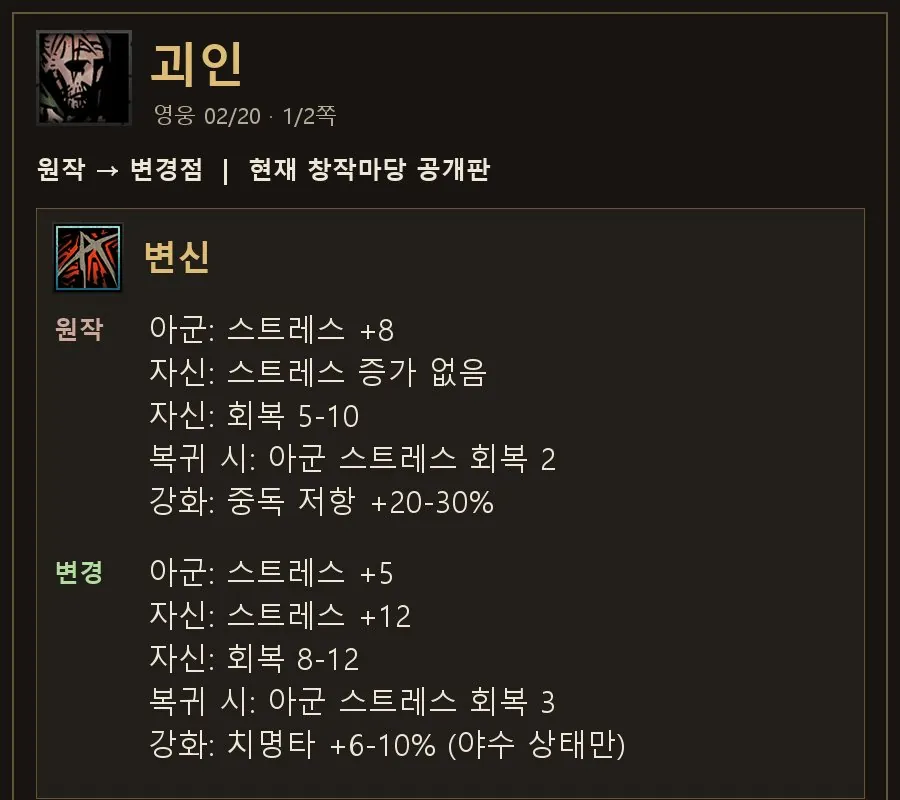 괴인
영웅 02/20 · 1/2쪽
원작 → 변경점 | 현재 창작마당 공개판
변신
원작
아군: 스트레스 +8
자신: 스트레스 증가 없음
자신: 회복 5-10
복귀 시: 아군 스트레스 회복 2
강화: 중독 저항 +20-30%
변경
아군: 스트레스 +5
자신: 스트레스 +12
자신: 회복 8-12
복귀 시: 아군 스트레스 회복 3
강화: 치명타 +6-10% (야수 상태만)